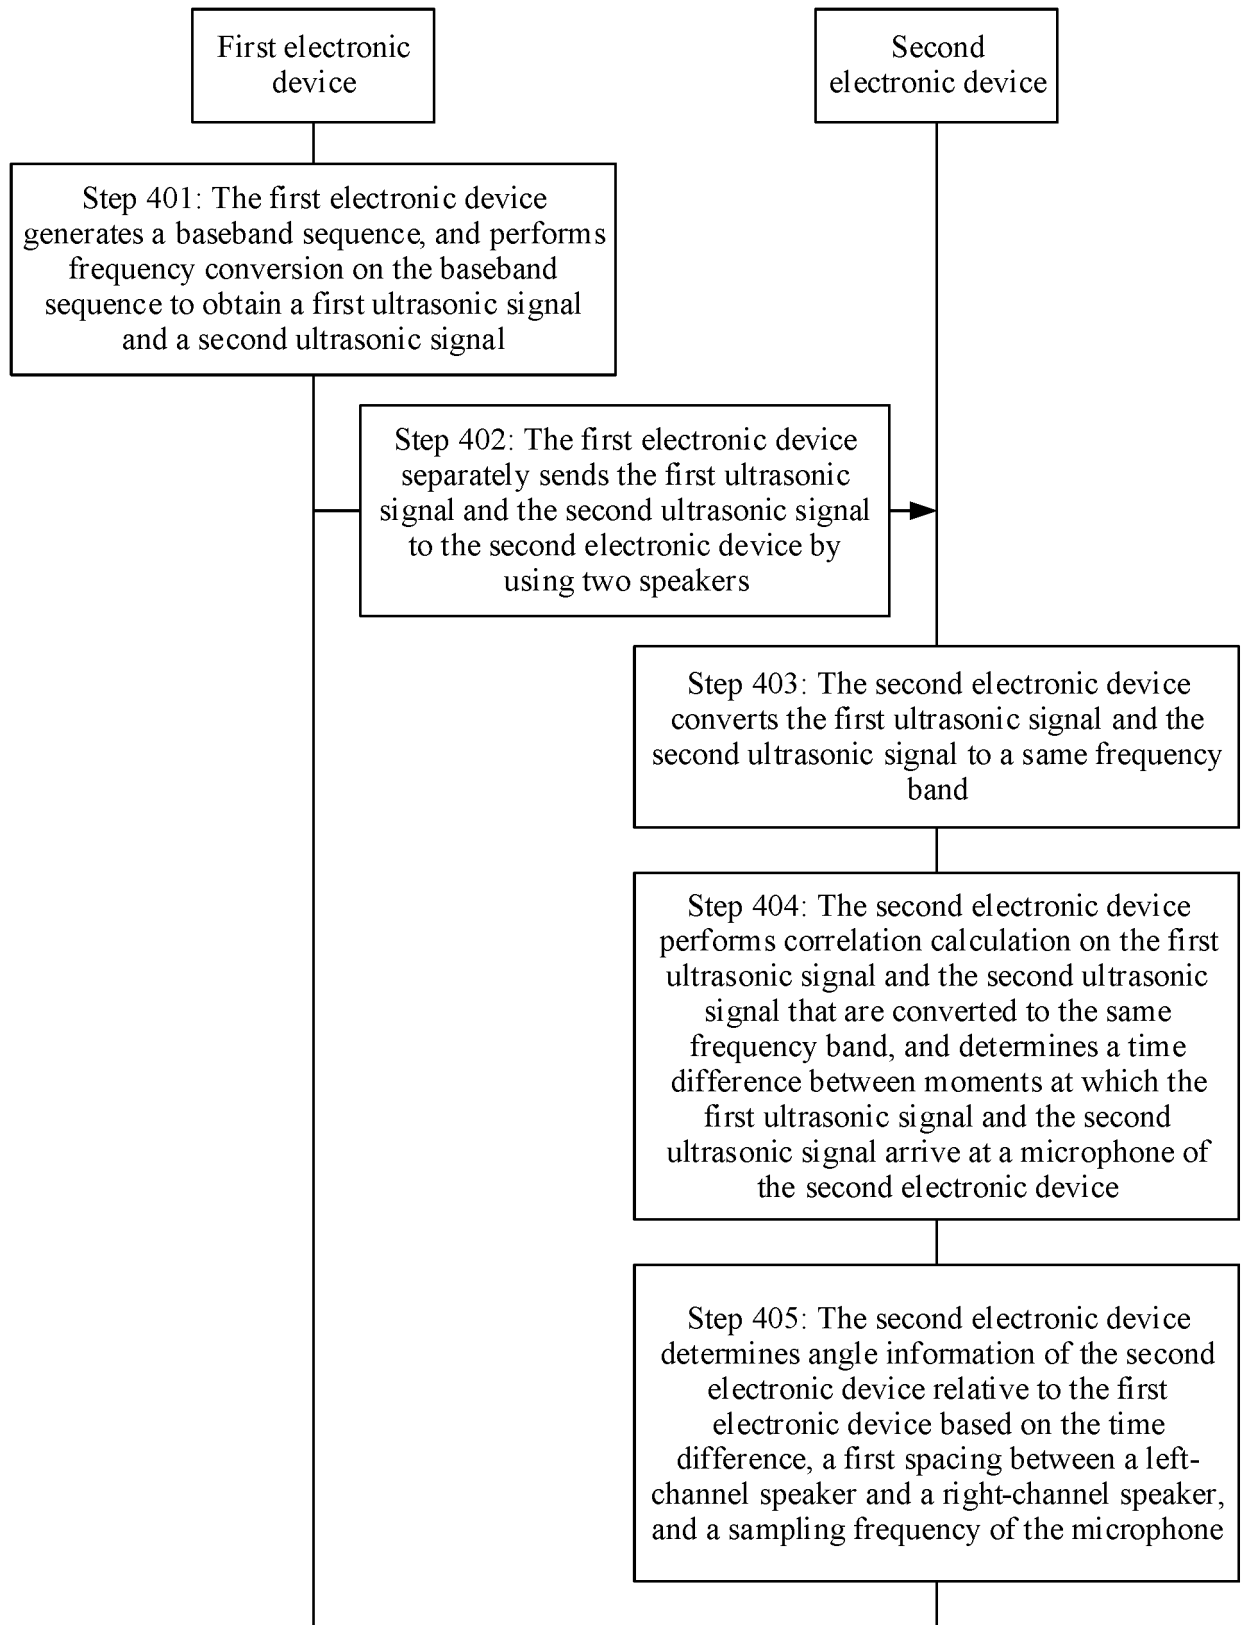 First electronic
device
Second
electronic device
Step 401: The first electronic device
generates a baseband sequence, and performs
frequency conversion on the baseband
sequence to obtain a first ultrasonic signal
and a second ultrasonic signal
Step 402: The first electronic device
separately sends the first ultrasonic
signal and the second ultrasonic signal
to the second electronic device by
using two speakers
Step 403: The second electronic device
converts the first ultrasonic signal and the
second ultrasonic signal to a same frequency
band
Step 404: The second electronic device
performs correlation calculation on the first
ultrasonic signal and the second ultrasonic
signal that are converted to the same
frequency band, and determines a time
difference between moments at which the
first ultrasonic signal and the second
ultrasonic signal arrive at a microphone of
the second electronic device
Step 405: The second electronic device
determines angle information of the second
electronic device relative to the first
electronic device based on the time
difference, a first spacing between a left-
channel speaker and a right-channel speaker,
and a sampling frequency of the microphone